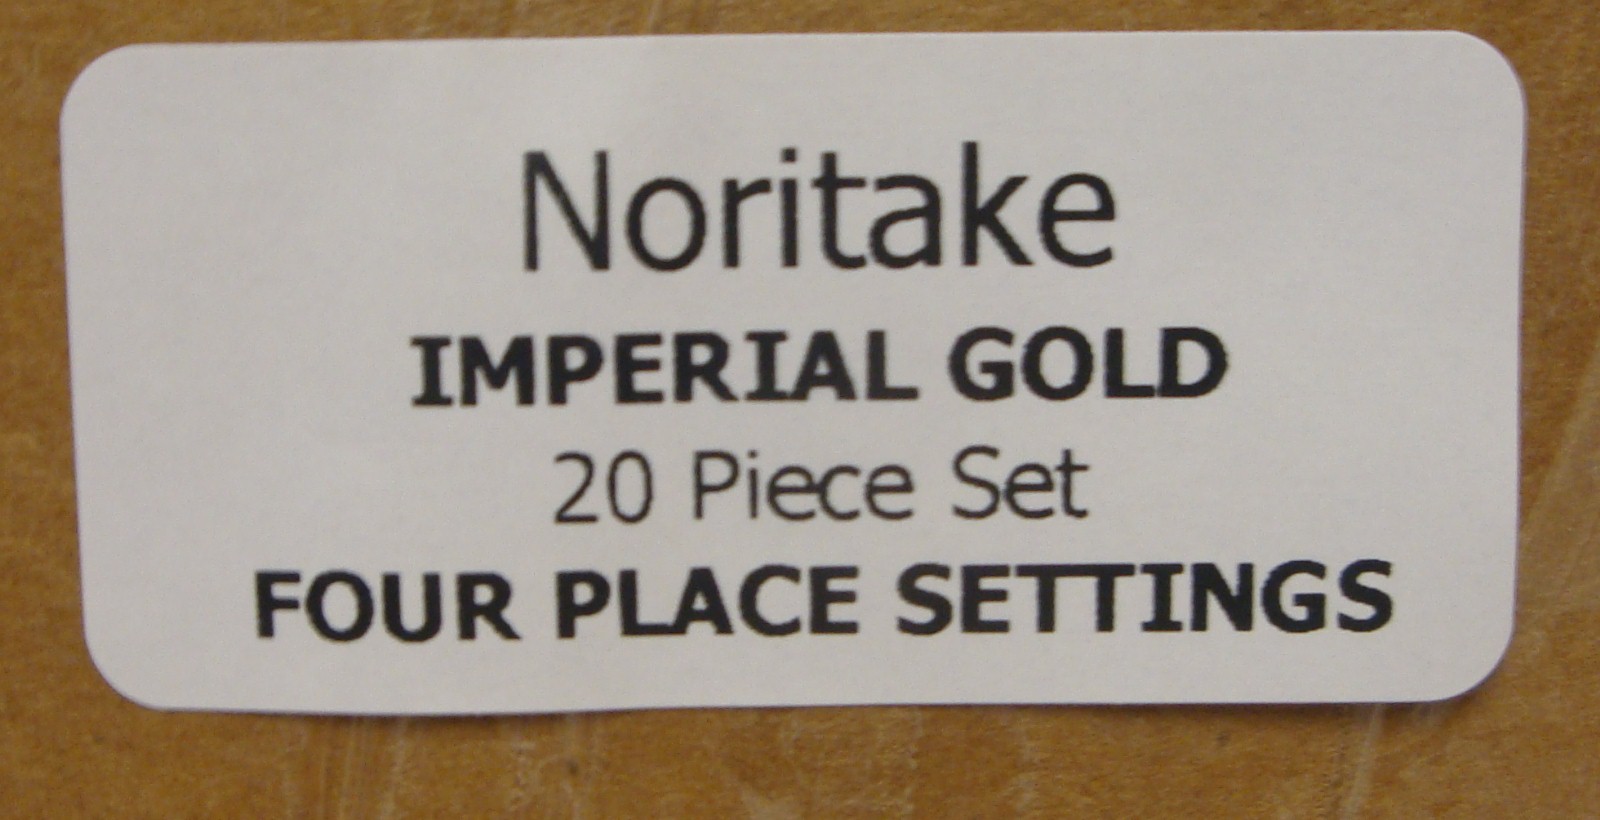 Noritake
IMPERIAL GOLD
20 Piece Set
FOUR PLACE SETTINGS